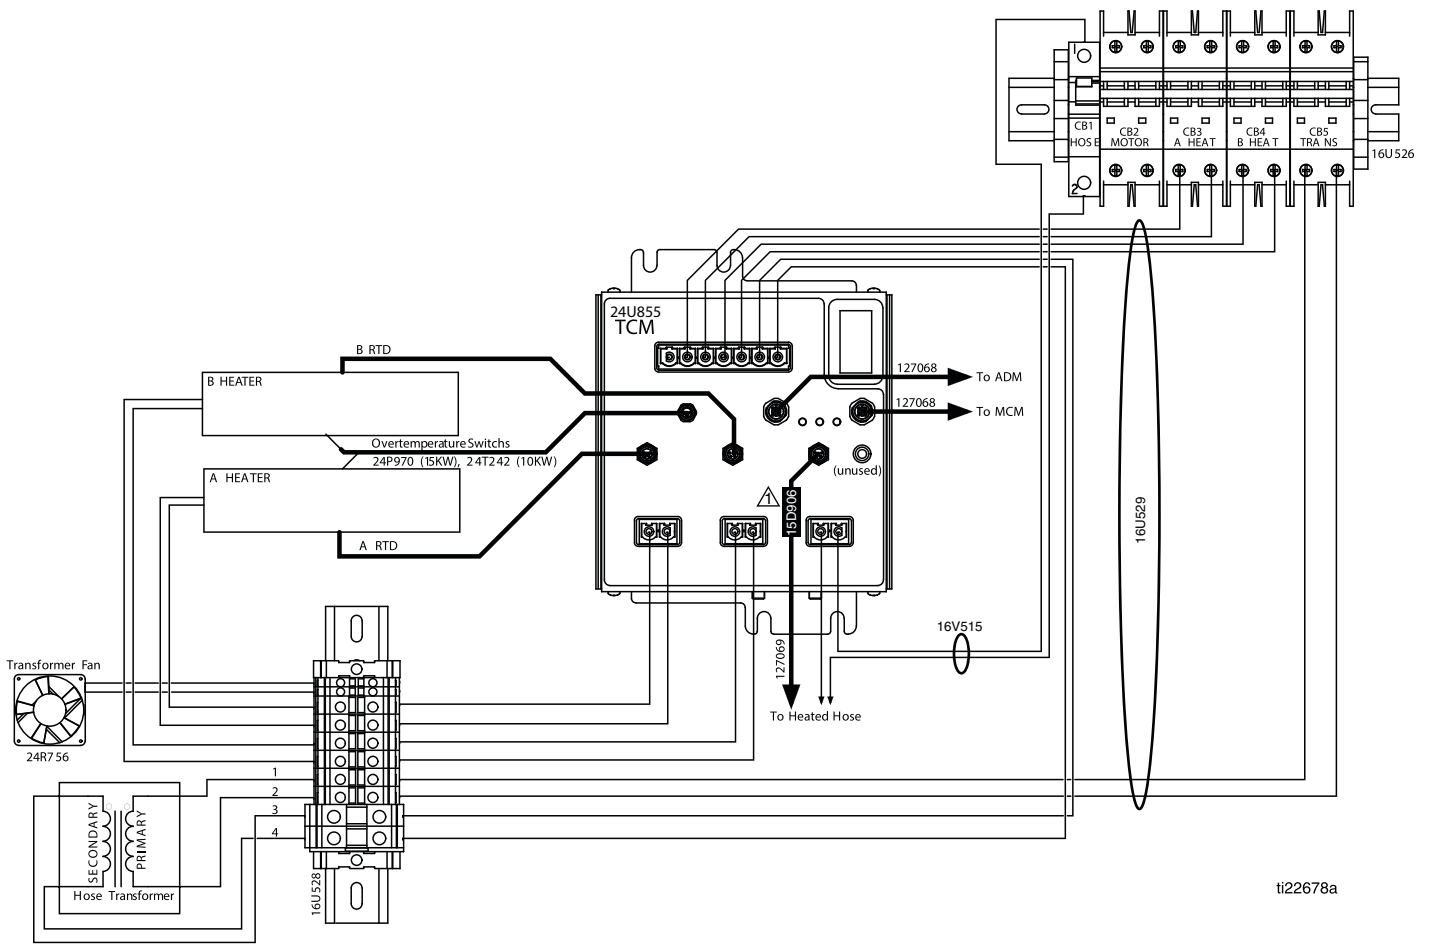 1
CB1
HOSE
2
CB2
MOTOR
CB3
A HEAT
CB4
B HEAT
CB5
TRANS
16U526
24U855
TCM
B RTD
B HEATER
127068
To ADM
127068
To MCM
Overtemperature Switchs
24P970 (15KW), 24T242 (10KW)
A HEATER
(unused)
1
15D906
16U529
A RTD
16V515
127069
To Heated Hose
Transformer Fan
24R756
1
2
3
4
SECONDARY
PRIMARY
Hose Transformer
16U528
ti22678a